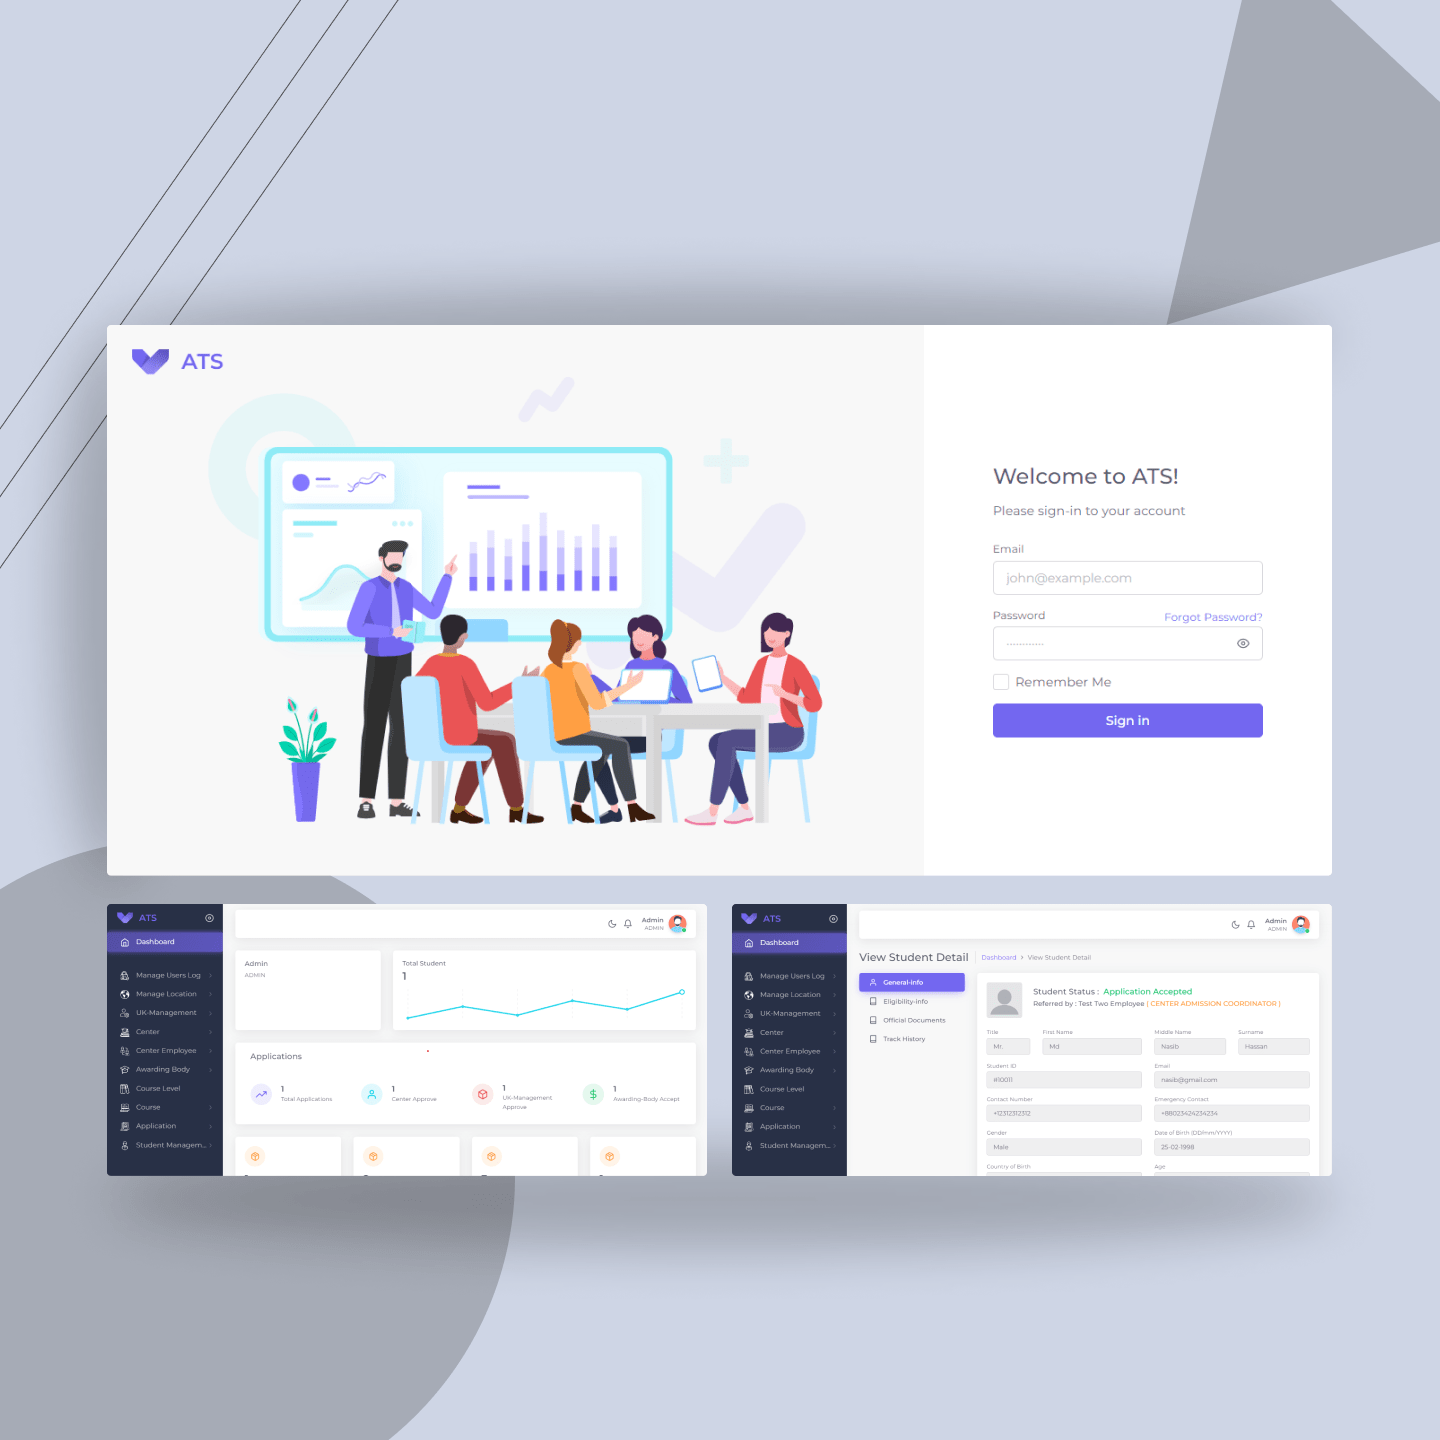 ATS
Welcome to ATS!
Please sign-in to your account
Email
john@example.com
Password
Forgot Password?
Remember Me
Sign in
ATS
Dashboard
Manage Users Log
Manage Location
UK-Management
Center
Center Employee
Awarding Body
Course Level
Course
Application
Student Managem...
Admin
ADMIN
Admin
ADMIN
Total Student
1
Applications
1
Total Applications
1
Center Approve
1
UK-Management
Approve
1
Awarding-Body Accept
ATS
Dashboard
Manage Users Log
Manage Location
UK-Management
Center
Center Employee
Awarding Body
Course Level
Course
Application
Student Managem...
Admin
ADMIN
View Student Detail
Dashboard > View Student Detail
General-Info
Eligibility-info
Official Documents
Track History
Student Status : Application Accepted
Referred by : Test Two Employee ( CENTER ADMISSION COORDINATOR )
Title First Name Middle Name Surname
Mr. Md Nasib Hassan
Student ID Email
#10011 nasib@gmail.com
Contract Number Emergency Contact
+12312312312 +88023424234234
Gender Date of Birth (DD/mm/YYYY)
Male 25-02-1998
Country of Birth Age